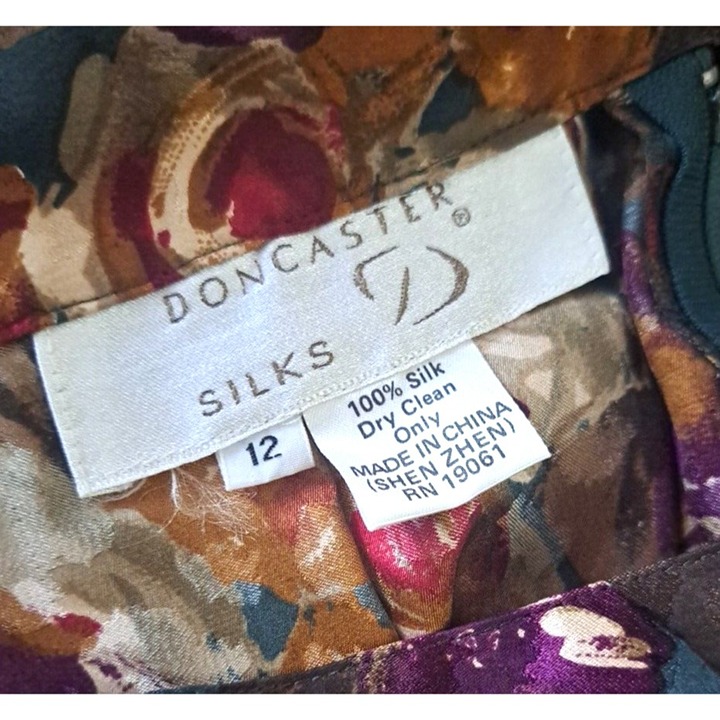 DONCASTER®
D
SILKS
12
100% Silk
Dry Clean
Only
MADE IN CHINA
(SHEN ZHEN)
RN 19061